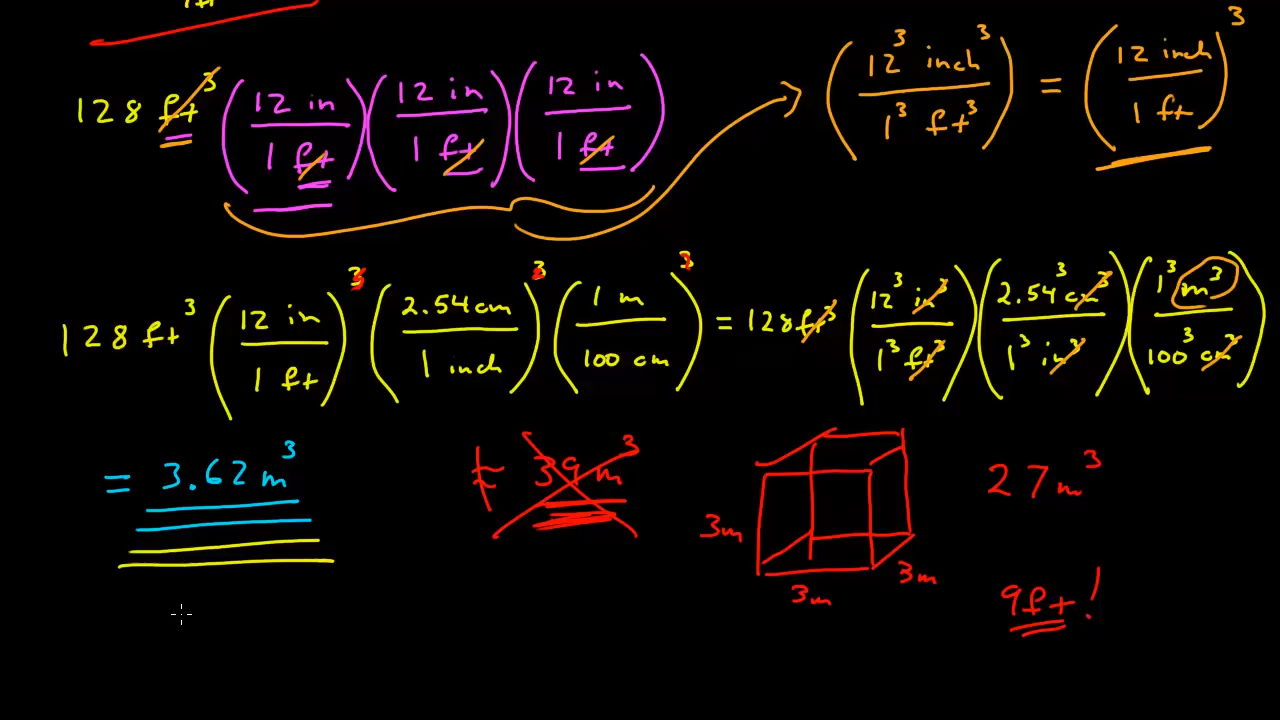 128 ft³ (12 in / 1 ft)(12 in / 1 ft)(12 in / 1 ft)
(12³ inch³ / 1³ ft³) = (12 inch / 1 ft)³
128 ft³ (12 in / 1 ft)³ (2.54 cm / 1 inch)³ (1 m / 100 cm)³ = 128 ft³ (12³ in³ / 1³ ft³)(2.54³ cm³ / 1³ in³)(1³ m³ / 100³ cm³)
= 3.62 m³
≠ 39 m³
27 m³
3m
3m
3m
9ft!